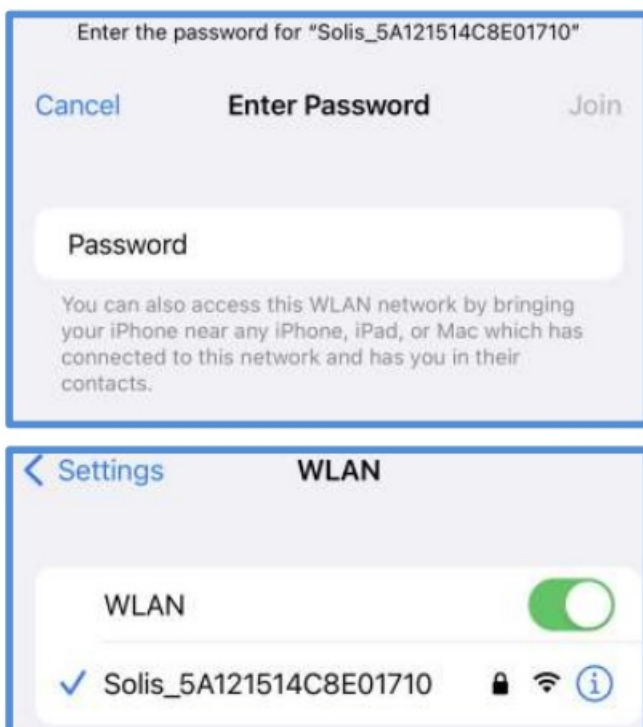 Enter the password for “Solis_5A121514C8E01710”
Cancel Enter Password Join
Password
You can also access this WLAN network by bringing
your iPhone near any iPhone, iPad, or Mac which has
connected to this network and has you in their
contacts.
Settings WLAN
WLAN
Solis_5A121514C8E01710